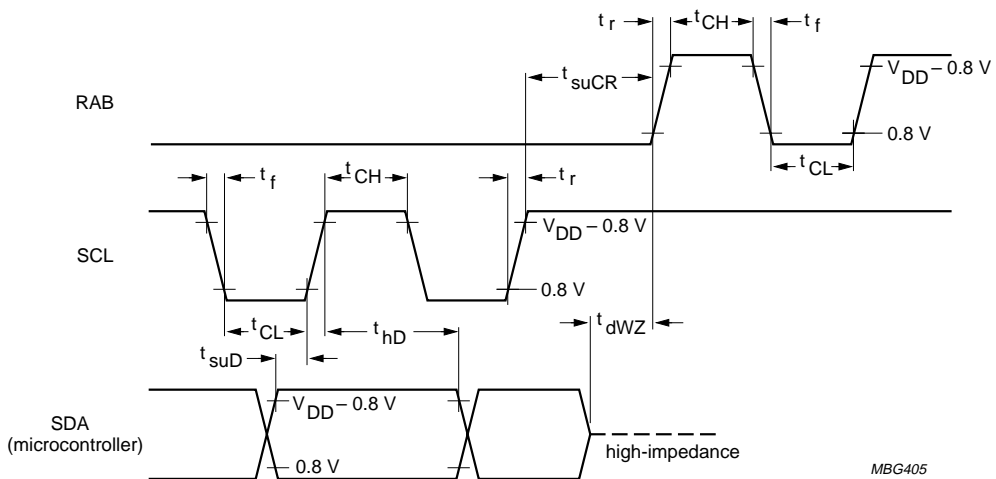 t r
t CH
t f
t suCR
V DD – 0.8 V
RAB
0.8 V
t CL
t f
t CH
t r
V DD – 0.8 V
SCL
0.8 V
t CL
t hD
t dWZ
t suD
V DD – 0.8 V
SDA
(microcontroller)
high-impedance
0.8 V
MBG405